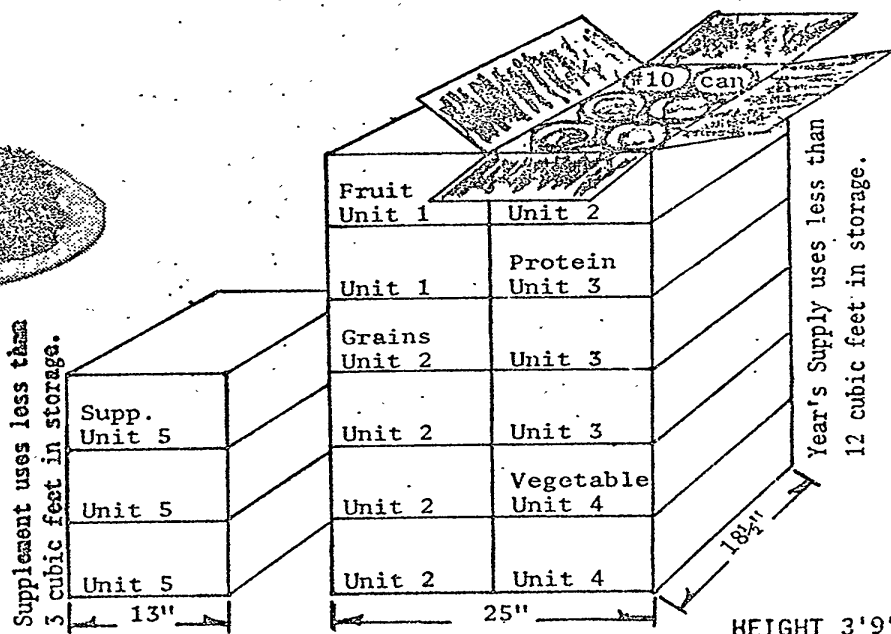 #10 can
Fruit
Unit 1
Unit 2
Unit 1
Protein
Unit 3
Grains
Unit 2
Unit 3
Unit 2
Unit 3
Unit 2
Vegetable
Unit 4
Unit 2
Unit 4
Supp.
Unit 5
Unit 5
Unit 5
Supplement uses less than
3 cubic feet in storage.
Year's Supply uses less than
12 cubic feet in storage.
13"
25"
18½"
HEIGHT 3'9